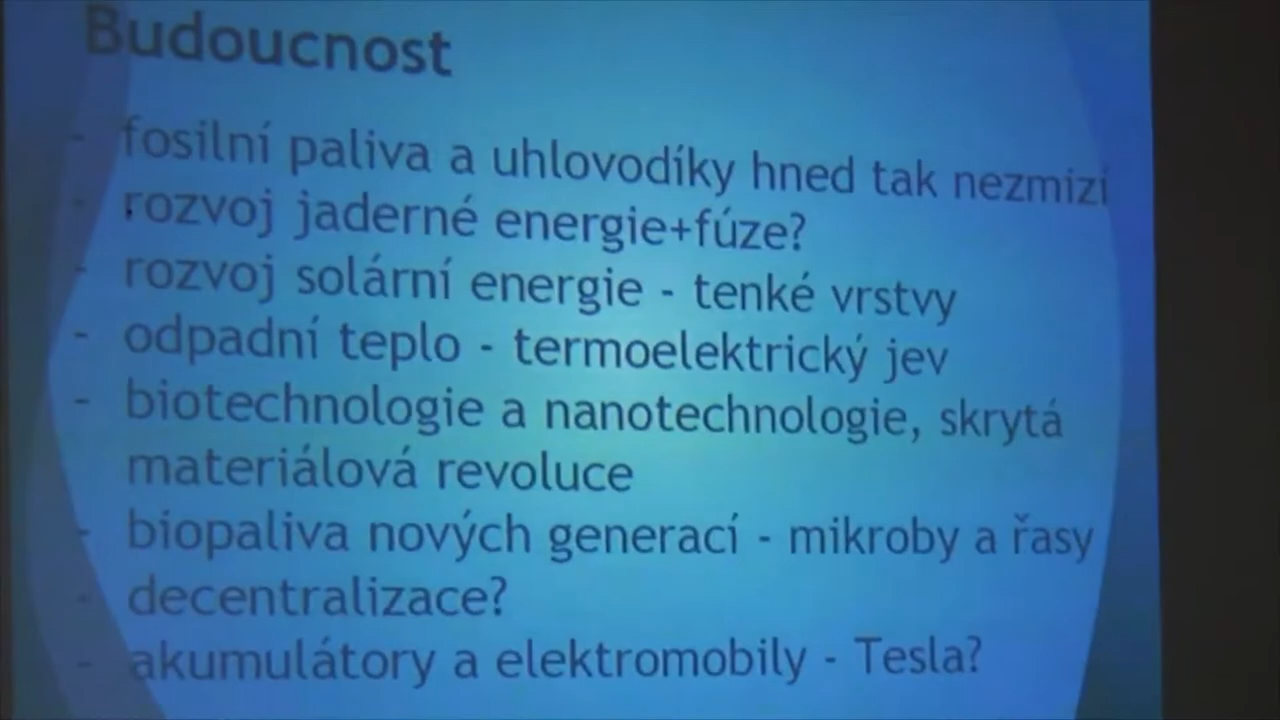 Budoucnost
- fosilní paliva a uhlovodíky hned tak nezmizí
- rozvoj jaderné energie+fúze?
- rozvoj solární energie - tenké vrstvy
- odpadní teplo - termoelektrický jev
- biotechnologie a nanotechnologie, skrytá
materiálová revoluce
- biopaliva nových generací - mikroby a řasy
- decentralizace?
- akumulátory a elektromobily - Tesla?